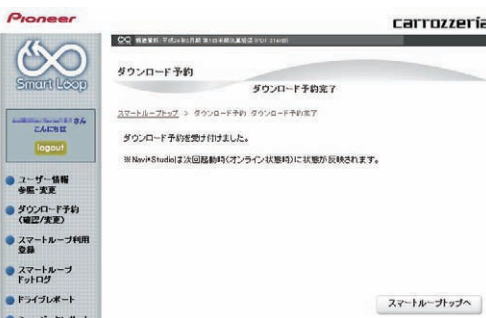 Pioneer
carrozzeria
ダウンロード予約
ダウンロード予約完了
Smart Loop
スマートループトップ > ダウンロード予約 ダウンロード予約完了
さん
こんにちは
ダウンロード予約を受け付けました。
logout
※NaviStudioは次回起動時(オンライン状態時)に状態が反映されます。
ユーザー情報
参照・変更
ダウンロード予約
(確認/変更)
スマートループ利用
登録
スマートループ
ドットログ
ドライブレポート
スマートループトップへ